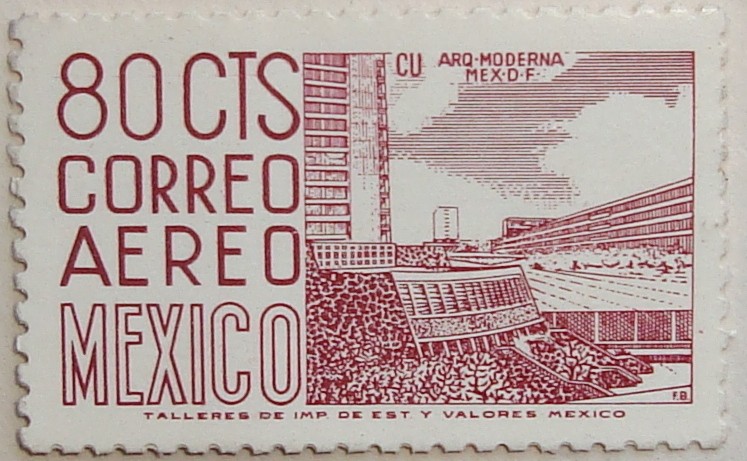 80 CTS
CORREO
AEREO
MEXICO
CU ARQ·MODERNA
MEX·D·F·
F.B.
TALLERES DE IMP. DE EST. Y VALORES MEXICO